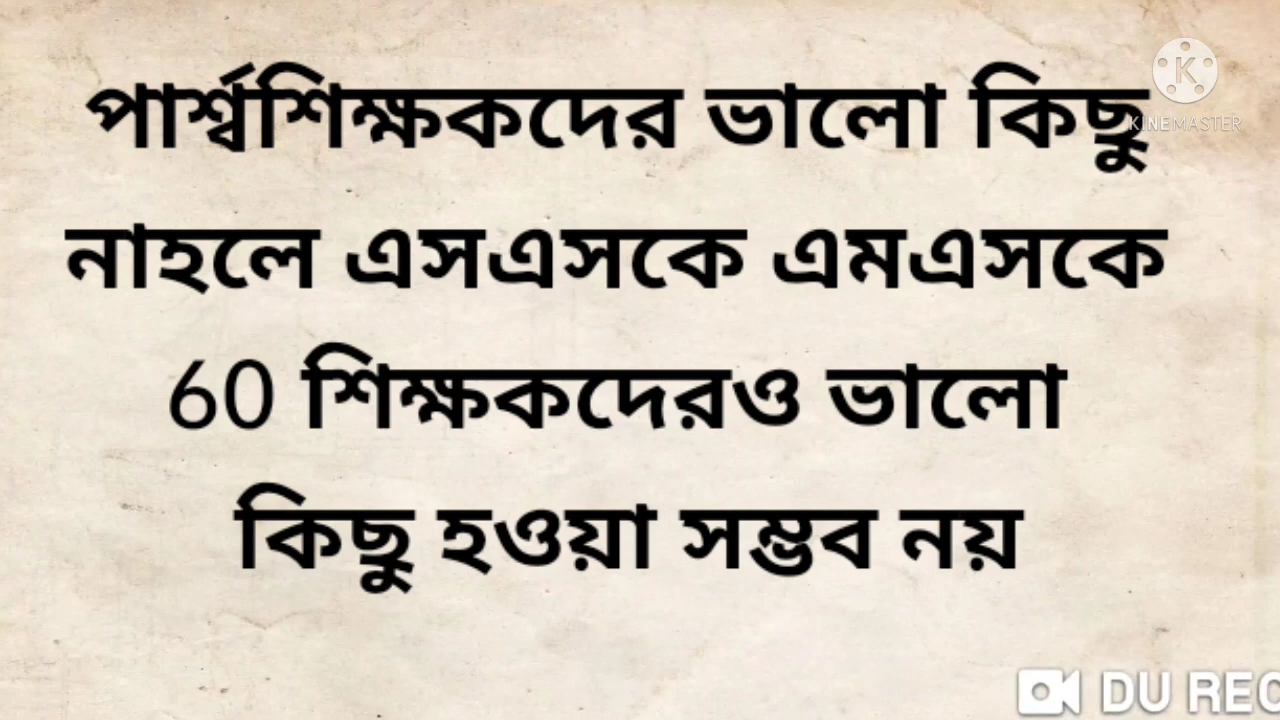 পার্শ্বশিক্ষকদের ভালো কিছু
নাহলে এসএসকে এমএসকে
60 শিক্ষকদেরও ভালো
কিছু হওয়া সম্ভব নয়
K
KINEMASTER
DU REC